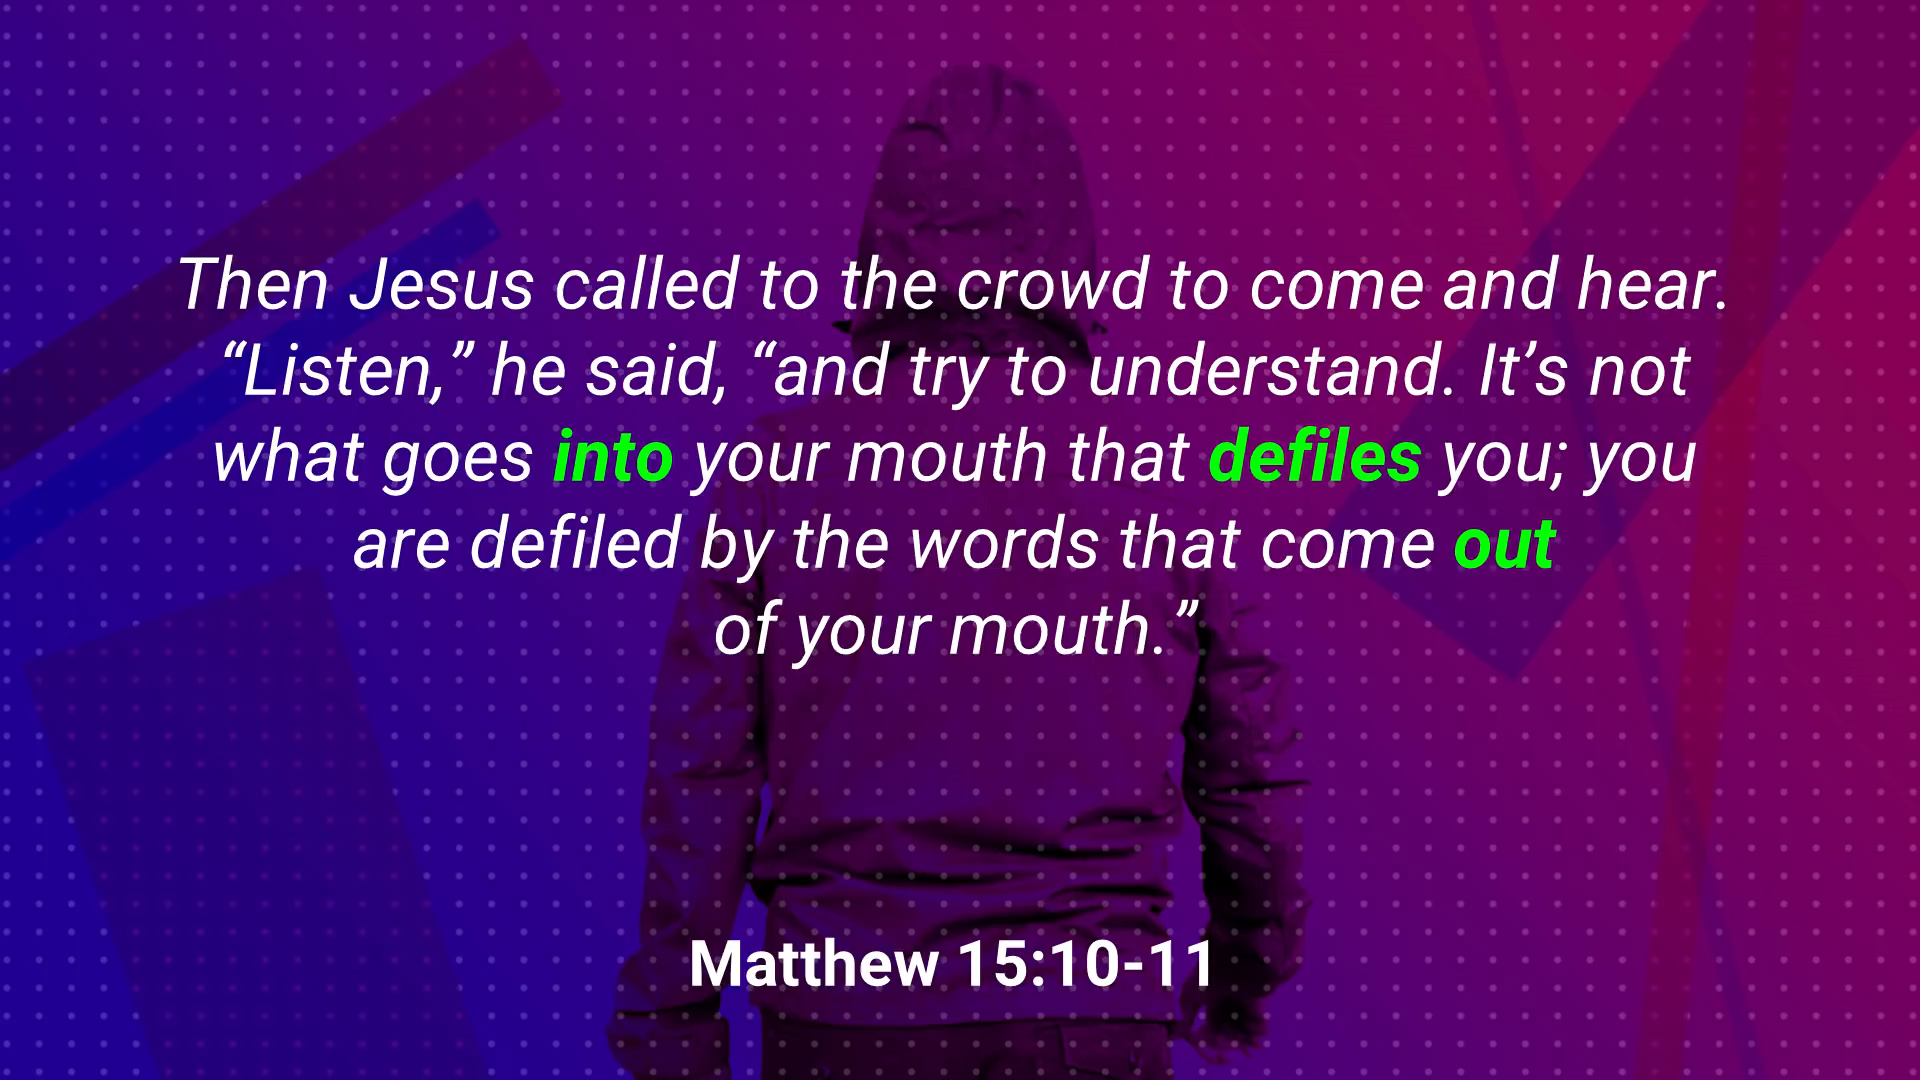 Then Jesus called to the crowd to come and hear.
“Listen,” he said, “and try to understand. It’s not
what goes into your mouth that defiles you; you
are defiled by the words that come out
of your mouth.”
Matthew 15:10-11